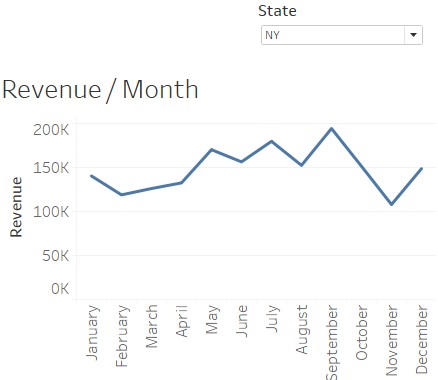 State
NY
Revenue / Month
200K
150K
100K
50K
0K
Revenue
January
February
March
April
May
June
July
August
September
October
November
December